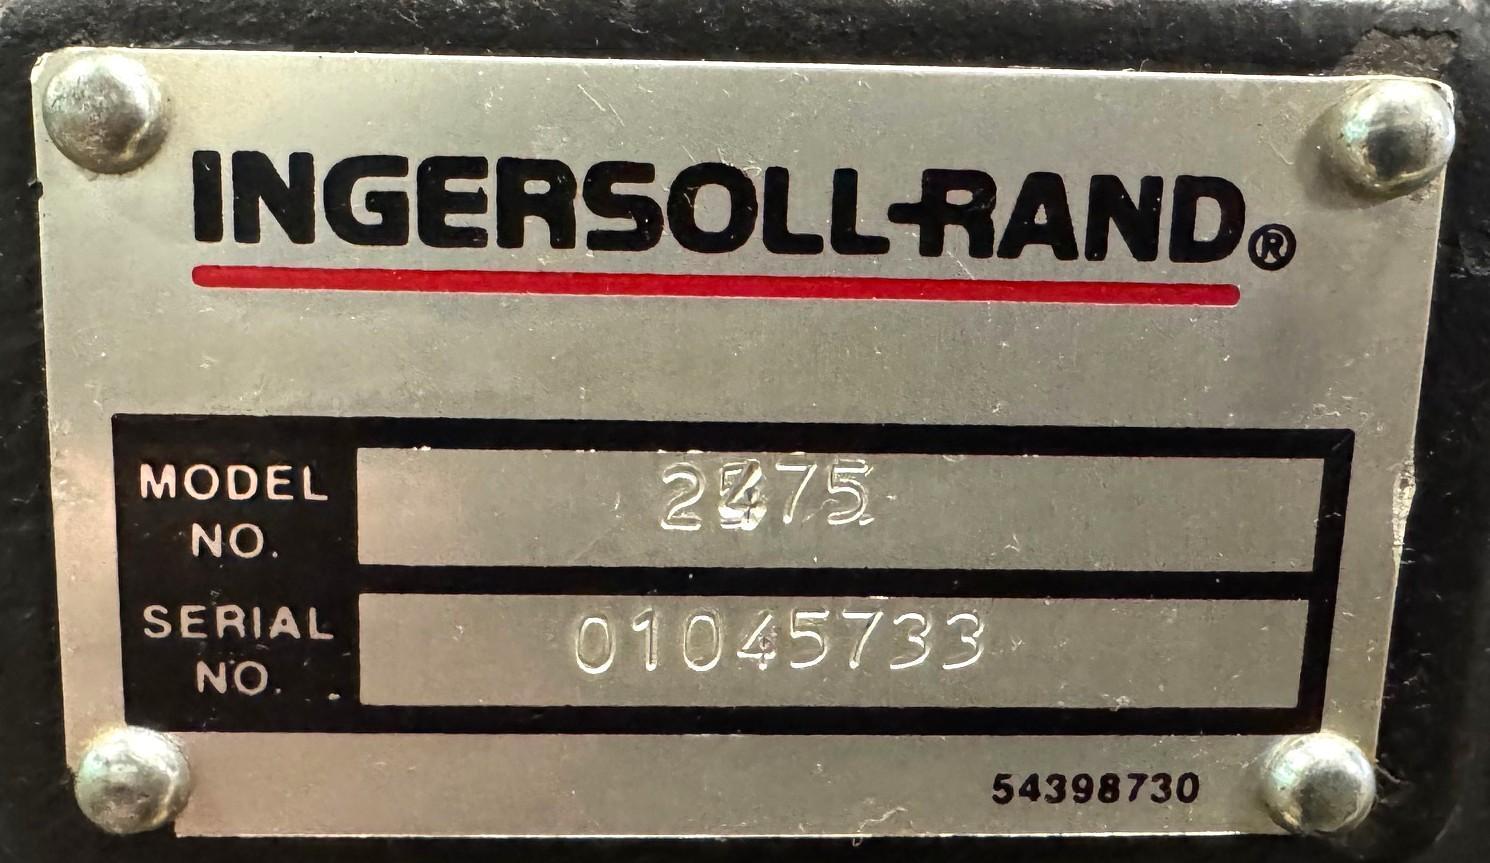 INGERSOLL-RAND®
MODEL NO.
2475
SERIAL NO.
01045733
54398730